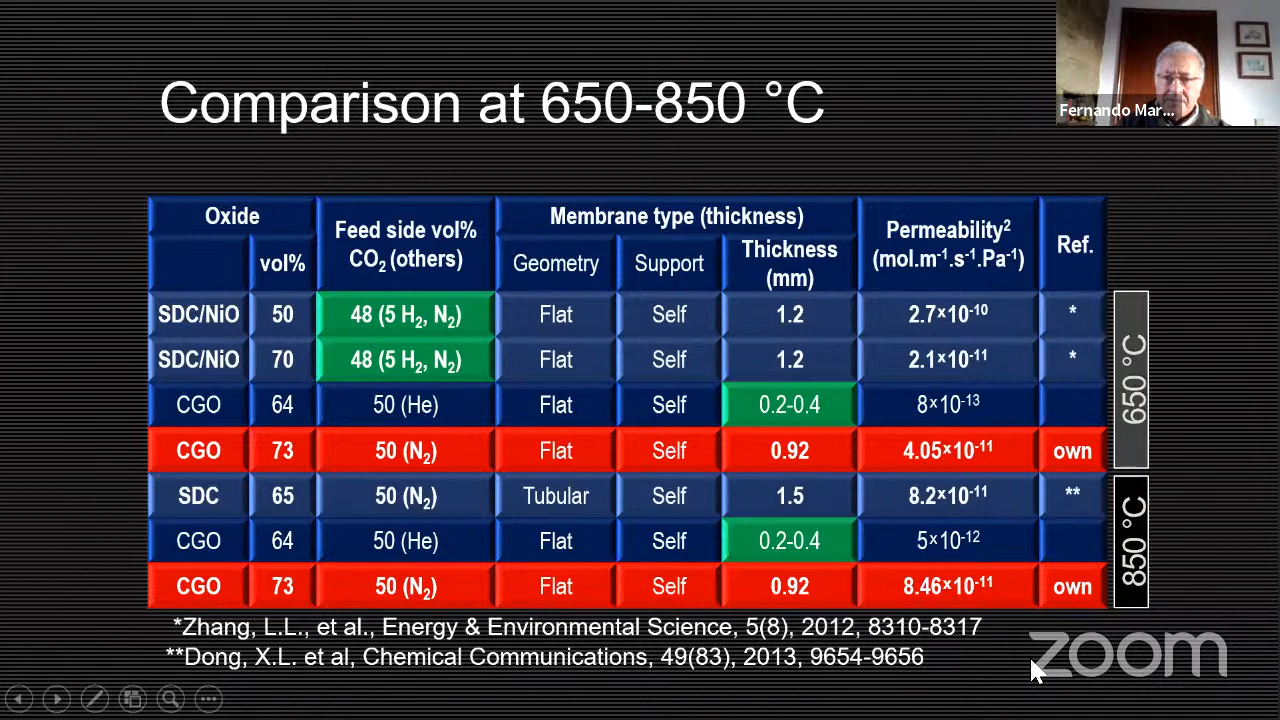 Comparison at 650-850 °C
Fernando Mar...
Oxide Feed side vol% CO₂ (others) Membrane type (thickness) Permeability² (mol.m⁻¹.s⁻¹.Pa⁻¹) Ref.
vol% Geometry Support Thickness (mm)
SDC/NiO 50 48 (5 H₂, N₂) Flat Self 1.2 2.7×10⁻¹⁰ *
SDC/NiO 70 48 (5 H₂, N₂) Flat Self 1.2 2.1×10⁻¹¹ *
CGO 64 50 (He) Flat Self 0.2-0.4 8×10⁻¹³
CGO 73 50 (N₂) Flat Self 0.92 4.05×10⁻¹¹ own
650 °C
SDC 65 50 (N₂) Tubular Self 1.5 8.2×10⁻¹¹ **
CGO 64 50 (He) Flat Self 0.2-0.4 5×10⁻¹²
CGO 73 50 (N₂) Flat Self 0.92 8.46×10⁻¹¹ own
850 °C
*Zhang, L.L., et al., Energy & Environmental Science, 5(8), 2012, 8310-8317
**Dong, X.L. et al, Chemical Communications, 49(83), 2013, 9654-9656
zoom